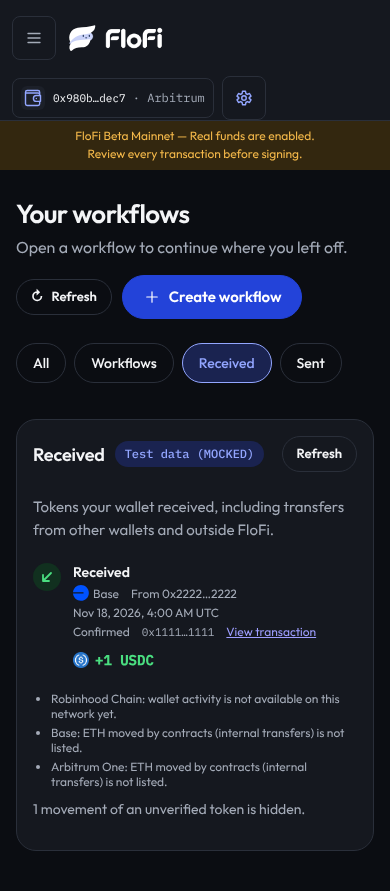 FloFi
0x980b…dec7 · Arbitrum
FloFi Beta Mainnet — Real funds are enabled.
Review every transaction before signing.
Your workflows
Open a workflow to continue where you left off.
Refresh
Create workflow
All
Workflows
Received
Sent
Received
Test data (MOCKED)
Refresh
Tokens your wallet received, including transfers
from other wallets and outside FloFi.
Received
Base From 0x2222…2222
Nov 18, 2026, 4:00 AM UTC
Confirmed 0x1111…1111 View transaction
+1 USDC
• Robinhood Chain: wallet activity is not available on this
network yet.
• Base: ETH moved by contracts (internal transfers) is not
listed.
• Arbitrum One: ETH moved by contracts (internal
transfers) is not listed.
1 movement of an unverified token is hidden.